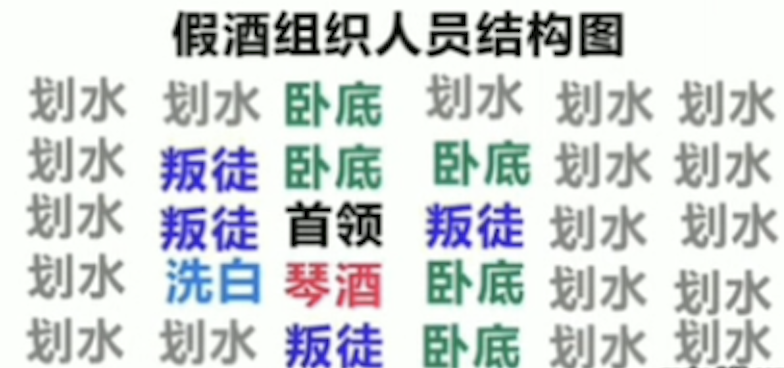 假酒组织人员结构图
划水 划水 卧底 划水 划水 划水
划水 叛徒 卧底 卧底 划水 划水
划水 叛徒 首领 叛徒 划水 划水
划水 洗白 琴酒 卧底 划水 划水
划水 划水 叛徒 卧底 划水 划水